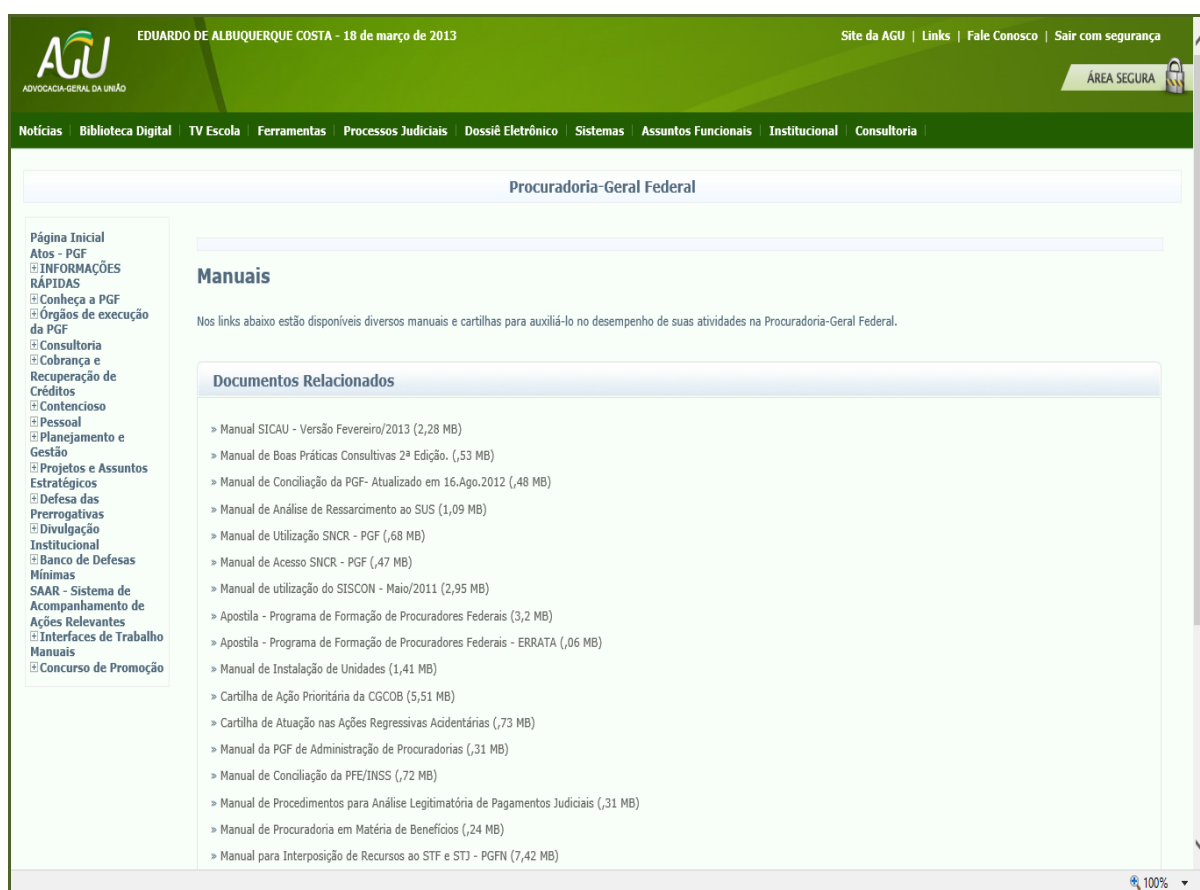 AGU
ADVOCACIA-GERAL DA UNIÃO
EDUARDO DE ALBUQUERQUE COSTA - 18 de março de 2013
Site da AGU | Links | Fale Conosco | Sair com segurança
ÁREA SEGURA
Notícias | Biblioteca Digital | TV Escola | Ferramentas | Processos Judiciais | Dossiê Eletrônico | Sistemas | Assuntos Funcionais | Institucional | Consultoria |
Procuradoria-Geral Federal
Página Inicial
Atos - PGF
INFORMAÇÕES
RÁPIDAS
Conheça a PGF
Órgãos de execução
da PGF
Consultoria
Cobrança e
Recuperação de
Créditos
Contencioso
Pessoal
Planejamento e
Gestão
Projetos e Assuntos
Estratégicos
Defesa das
Prerrogativas
Divulgação
Institucional
Banco de Defesas
Mínimas
SAAR - Sistema de
Acompanhamento de
Ações Relevantes
Interfaces de Trabalho
Manuais
Concurso de Promoção
Manuais
Nos links abaixo estão disponíveis diversos manuais e cartilhas para auxiliá-lo no desempenho de suas atividades na Procuradoria-Geral Federal.
Documentos Relacionados
» Manual SICAU - Versão Fevereiro/2013 (2,28 MB)
» Manual de Boas Práticas Consultivas 2ª Edição. (,53 MB)
» Manual de Conciliação da PGF- Atualizado em 16.Ago.2012 (,48 MB)
» Manual de Análise de Ressarcimento ao SUS (1,09 MB)
» Manual de Utilização SNCR - PGF (,68 MB)
» Manual de Acesso SNCR - PGF (,47 MB)
» Manual de utilização do SISCON - Maio/2011 (2,95 MB)
» Apostila - Programa de Formação de Procuradores Federais (3,2 MB)
» Apostila - Programa de Formação de Procuradores Federais - ERRATA (,06 MB)
» Manual de Instalação de Unidades (1,41 MB)
» Cartilha de Ação Prioritária da CGCOB (5,51 MB)
» Cartilha de Atuação nas Ações Regressivas Acidentárias (,73 MB)
» Manual da PGF de Administração de Procuradorias (,31 MB)
» Manual de Conciliação da PFE/INSS (,72 MB)
» Manual de Procedimentos para Análise Legitimatória de Pagamentos Judiciais (,31 MB)
» Manual de Procuradoria em Matéria de Benefícios (,24 MB)
» Manual para Interposição de Recursos ao STF e STJ - PGFN (7,42 MB)
100%